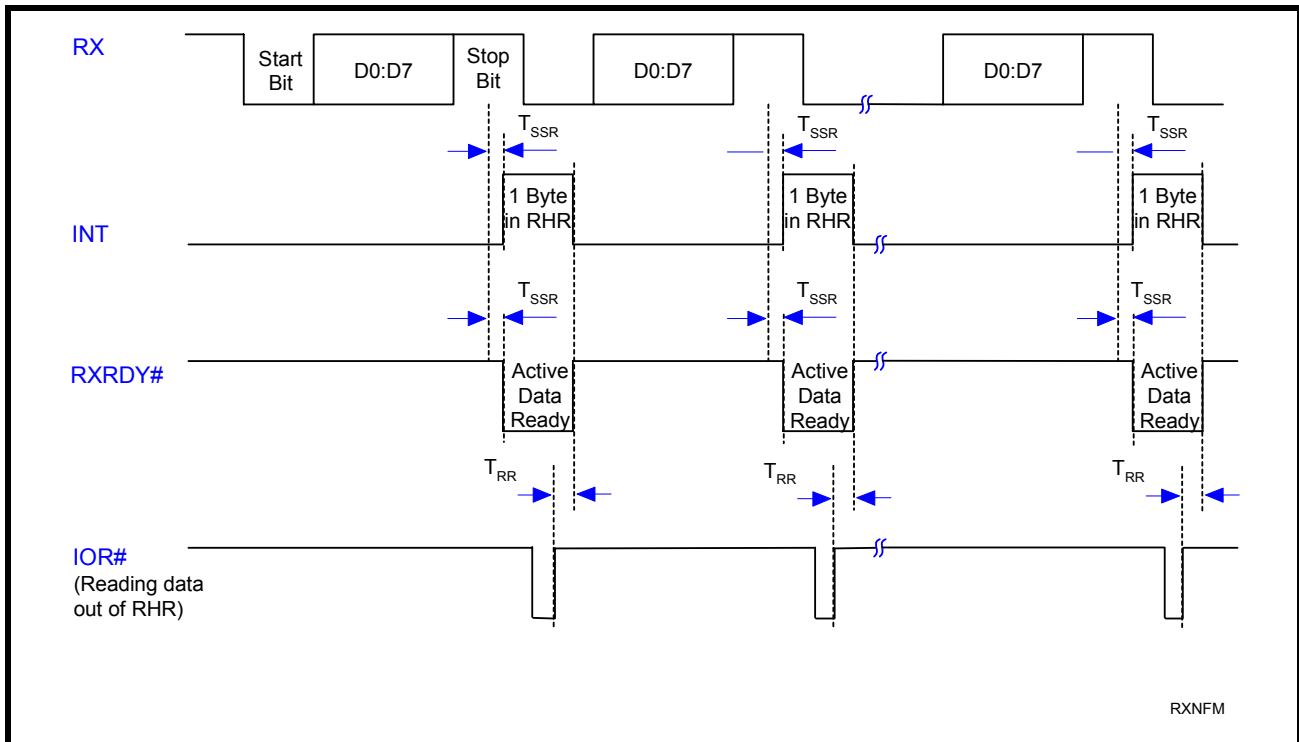 RX
Start
Bit
D0:D7
Stop
Bit
D0:D7
D0:D7
TSSR
TSSR
TSSR
INT
1 Byte
in RHR
1 Byte
in RHR
1 Byte
in RHR
TSSR
TSSR
TSSR
RXRDY#
Active
Data
Ready
Active
Data
Ready
Active
Data
Ready
TRR
TRR
TRR
IOR#
(Reading data
out of RHR)
RXNFM